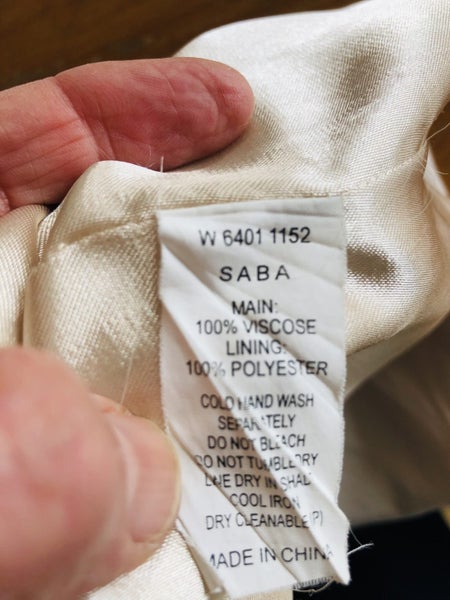 W 6401 1152
SABA
MAIN:
100% VISCOSE
LINING:
100% POLYESTER
COLD HAND WASH
SEPARATELY
DO NOT BLEACH
DO NOT TUMBLE DRY
LINE DRY IN SHADE
COOL IRON
DRY CLEANABLE(P)
MADE IN CHINA